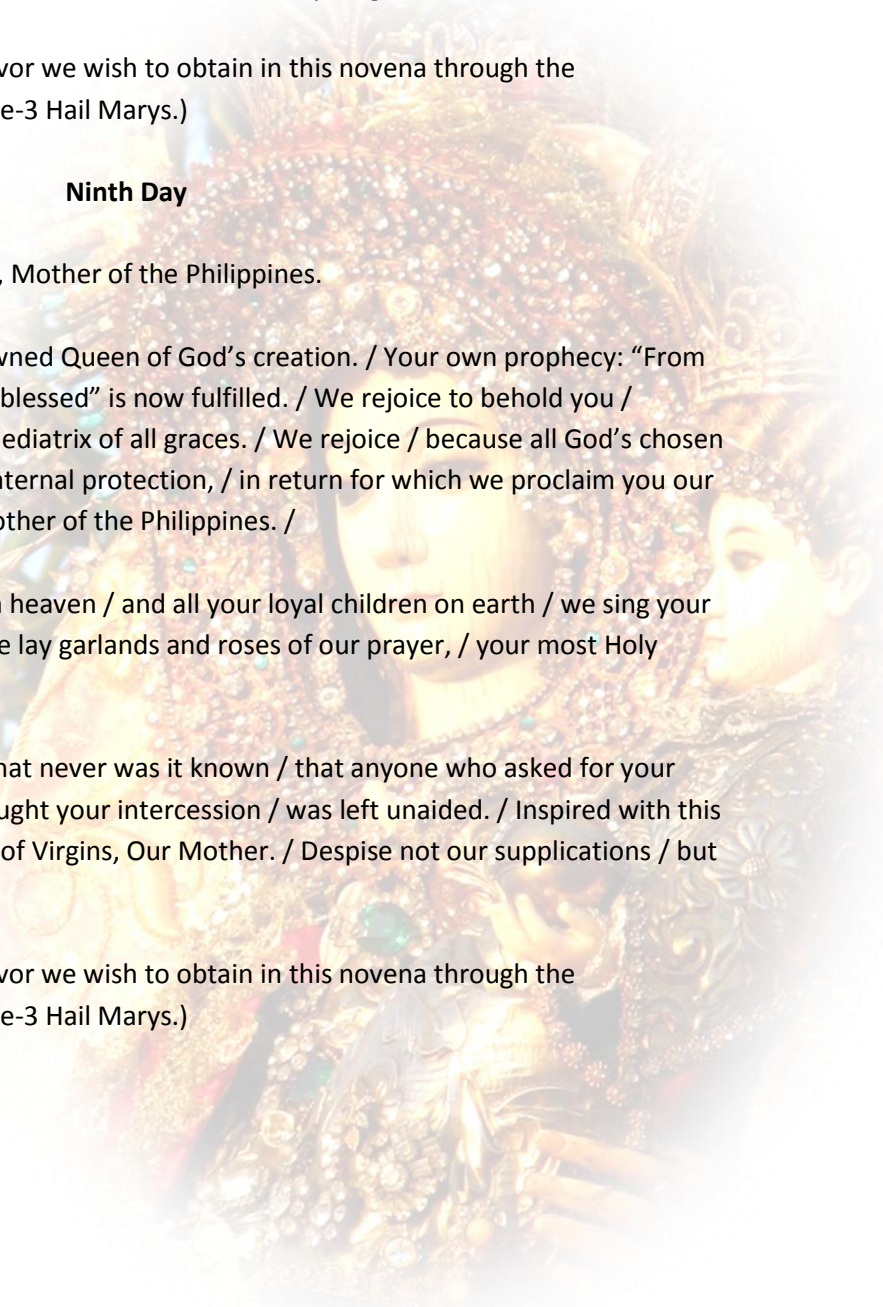 vor we wish to obtain in this novena through the
e-3 Hail Marys.)
Ninth Day
, Mother of the Philippines.
wned Queen of God’s creation. / Your own prophecy: “From
blessed” is now fulfilled. / We rejoice to behold you /
ediatrix of all graces. / We rejoice / because all God’s chosen
aternal protection, / in return for which we proclaim you our
other of the Philippines. /
heaven / and all your loyal children on earth / we sing your
e lay garlands and roses of our prayer, / your most Holy
hat never was it known / that anyone who asked for your
ught your intercession / was left unaided. / Inspired with this
of Virgins, Our Mother. / Despise not our supplications / but
vor we wish to obtain in this novena through the
e-3 Hail Marys.)